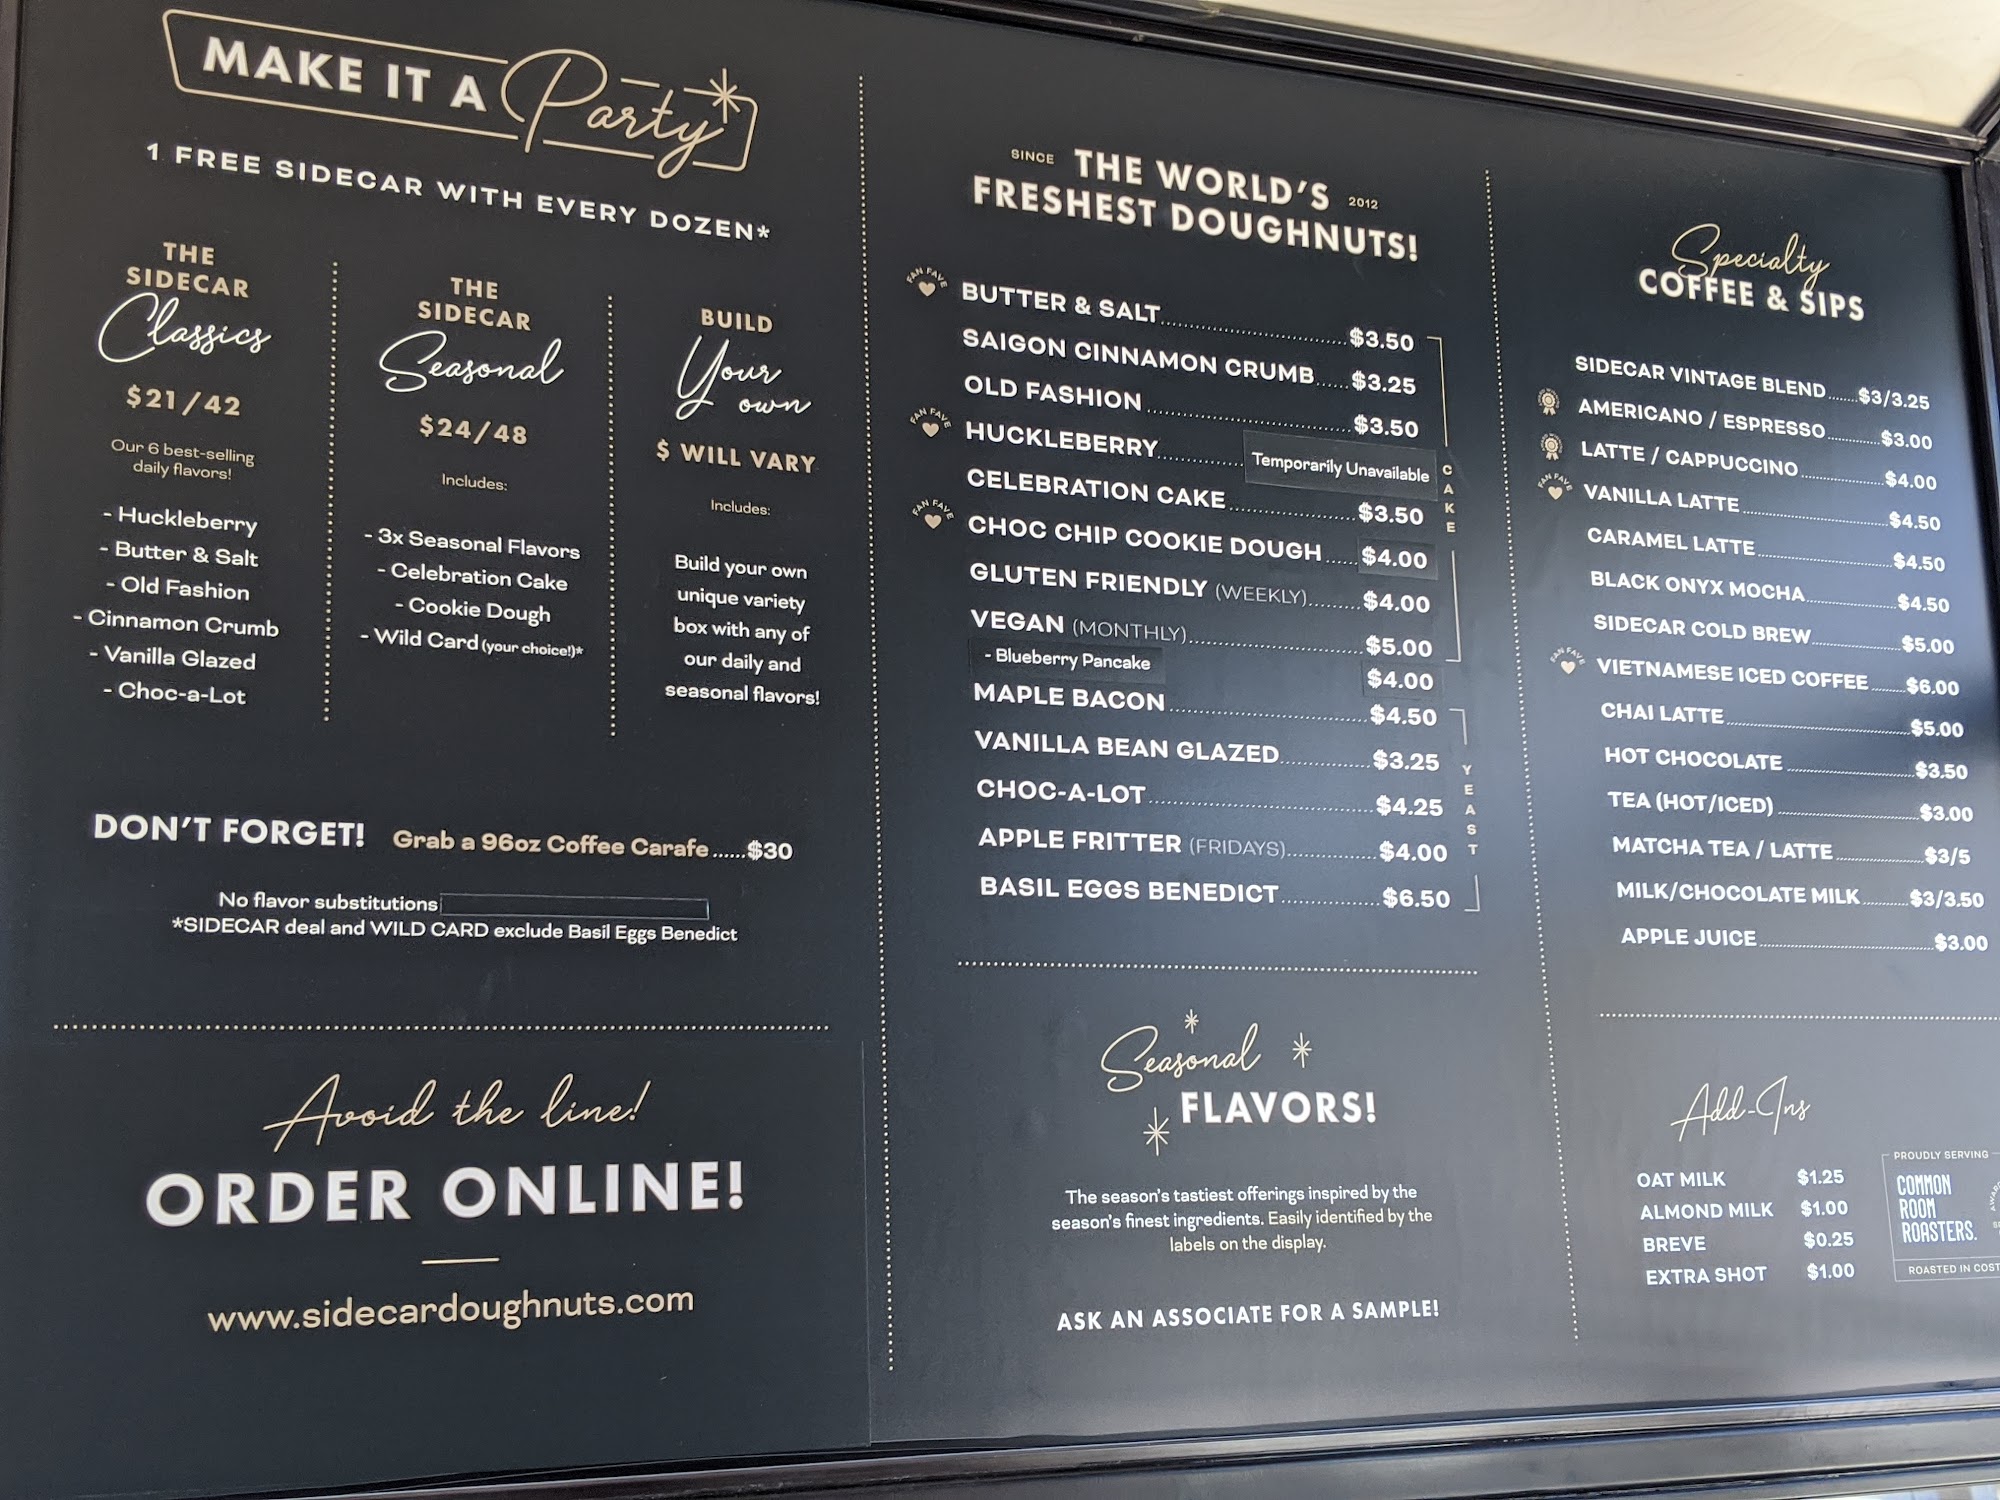 MAKE IT A Party
1 FREE SIDECAR WITH EVERY DOZEN*
THE
SIDECAR
Classics
$21/42
Our 6 best-selling
daily flavors!
- Huckleberry
- Butter & Salt
- Old Fashion
- Cinnamon Crumb
- Vanilla Glazed
- Choc-a-Lot
THE
SIDECAR
Seasonal
$24/48
Includes:
- 3x Seasonal Flavors
- Celebration Cake
- Cookie Dough
- Wild Card (your choice!)*
BUILD
Your
own
$ WILL VARY
Includes:
Build your own
unique variety
box with any of
our daily and
seasonal flavors!
DON'T FORGET! Grab a 96oz Coffee Carafe ......$30
No flavor substitutions
*SIDECAR deal and WILD CARD exclude Basil Eggs Benedict
Avoid the line!
ORDER ONLINE!
www.sidecardoughnuts.com
SINCE THE WORLD'S 2012
FRESHEST DOUGHNUTS!
FAN FAVE BUTTER & SALT $3.50
SAIGON CINNAMON CRUMB $3.25
OLD FASHION $3.50
FAN FAVE HUCKLEBERRY Temporarily Unavailable
CELEBRATION CAKE $3.50
FAN FAVE CHOC CHIP COOKIE DOUGH $4.00
GLUTEN FRIENDLY (WEEKLY) $4.00
VEGAN (MONTHLY) $5.00
- Blueberry Pancake $4.00
CAKE
MAPLE BACON $4.50
VANILLA BEAN GLAZED $3.25
CHOC-A-LOT $4.25
APPLE FRITTER (FRIDAYS) $4.00
BASIL EGGS BENEDICT $6.50
YEAST
Seasonal
FLAVORS!
The season's tastiest offerings inspired by the
season's finest ingredients. Easily identified by the
labels on the display.
ASK AN ASSOCIATE FOR A SAMPLE!
Specialty
COFFEE & SIPS
SIDECAR VINTAGE BLEND $3/3.25
AMERICANO / ESPRESSO $3.00
LATTE / CAPPUCCINO $4.00
FAN FAVE VANILLA LATTE $4.50
CARAMEL LATTE $4.50
BLACK ONYX MOCHA $4.50
SIDECAR COLD BREW $5.00
FAN FAVE VIETNAMESE ICED COFFEE $6.00
CHAI LATTE $5.00
HOT CHOCOLATE $3.50
TEA (HOT/ICED) $3.00
MATCHA TEA / LATTE $3/5
MILK/CHOCOLATE MILK $3/3.50
APPLE JUICE $3.00
Add-Ins
OAT MILK $1.25
ALMOND MILK $1.00
BREVE $0.25
EXTRA SHOT $1.00
PROUDLY SERVING
COMMON
ROOM
ROASTERS.
ROASTED IN